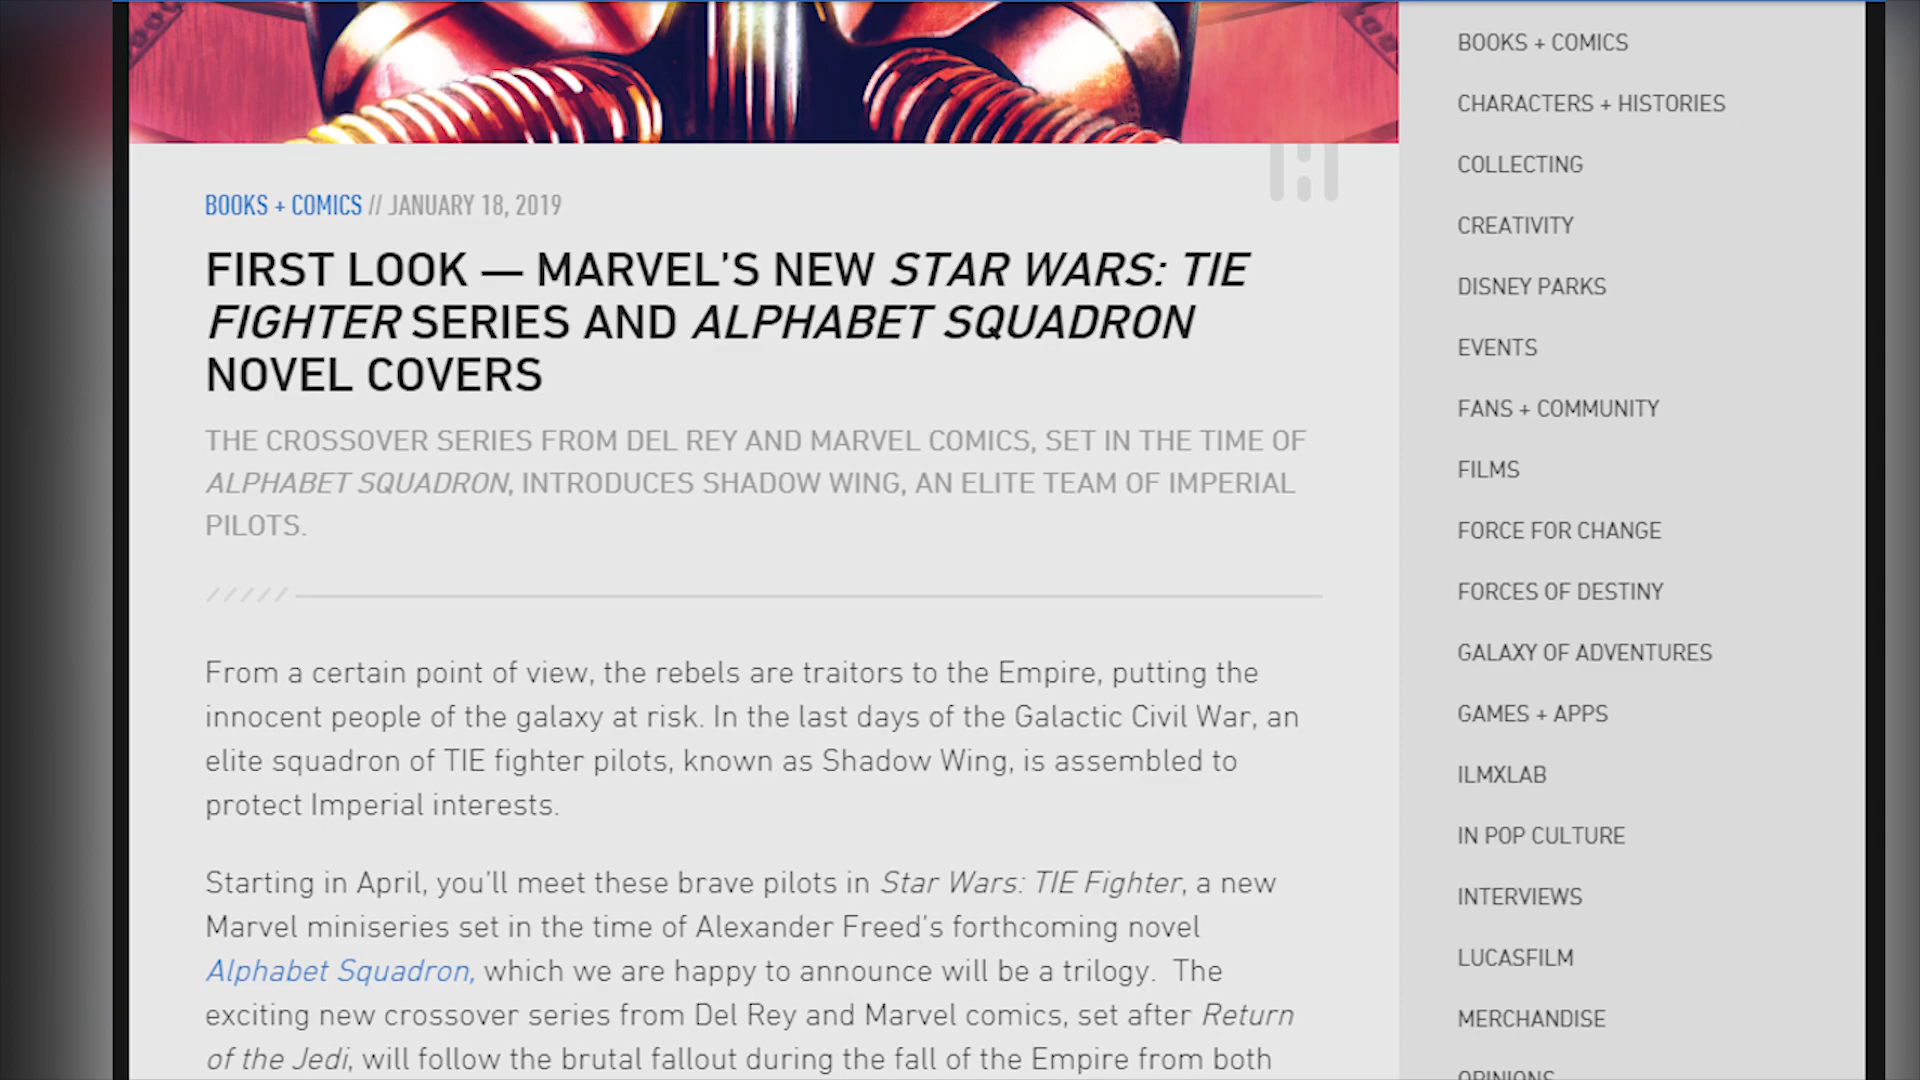 BOOKS + COMICS // JANUARY 18, 2019
FIRST LOOK — MARVEL'S NEW STAR WARS: TIE
FIGHTER SERIES AND ALPHABET SQUADRON
NOVEL COVERS
THE CROSSOVER SERIES FROM DEL REY AND MARVEL COMICS, SET IN THE TIME OF
ALPHABET SQUADRON, INTRODUCES SHADOW WING, AN ELITE TEAM OF IMPERIAL
PILOTS.
From a certain point of view, the rebels are traitors to the Empire, putting the
innocent people of the galaxy at risk. In the last days of the Galactic Civil War, an
elite squadron of TIE fighter pilots, known as Shadow Wing, is assembled to
protect Imperial interests.
Starting in April, you'll meet these brave pilots in Star Wars: TIE Fighter, a new
Marvel miniseries set in the time of Alexander Freed's forthcoming novel
Alphabet Squadron, which we are happy to announce will be a trilogy. The
exciting new crossover series from Del Rey and Marvel comics, set after Return
of the Jedi, will follow the brutal fallout during the fall of the Empire from both
BOOKS + COMICS
CHARACTERS + HISTORIES
COLLECTING
CREATIVITY
DISNEY PARKS
EVENTS
FANS + COMMUNITY
FILMS
FORCE FOR CHANGE
FORCES OF DESTINY
GALAXY OF ADVENTURES
GAMES + APPS
ILMXLAB
IN POP CULTURE
INTERVIEWS
LUCASFILM
MERCHANDISE
OPINIONS